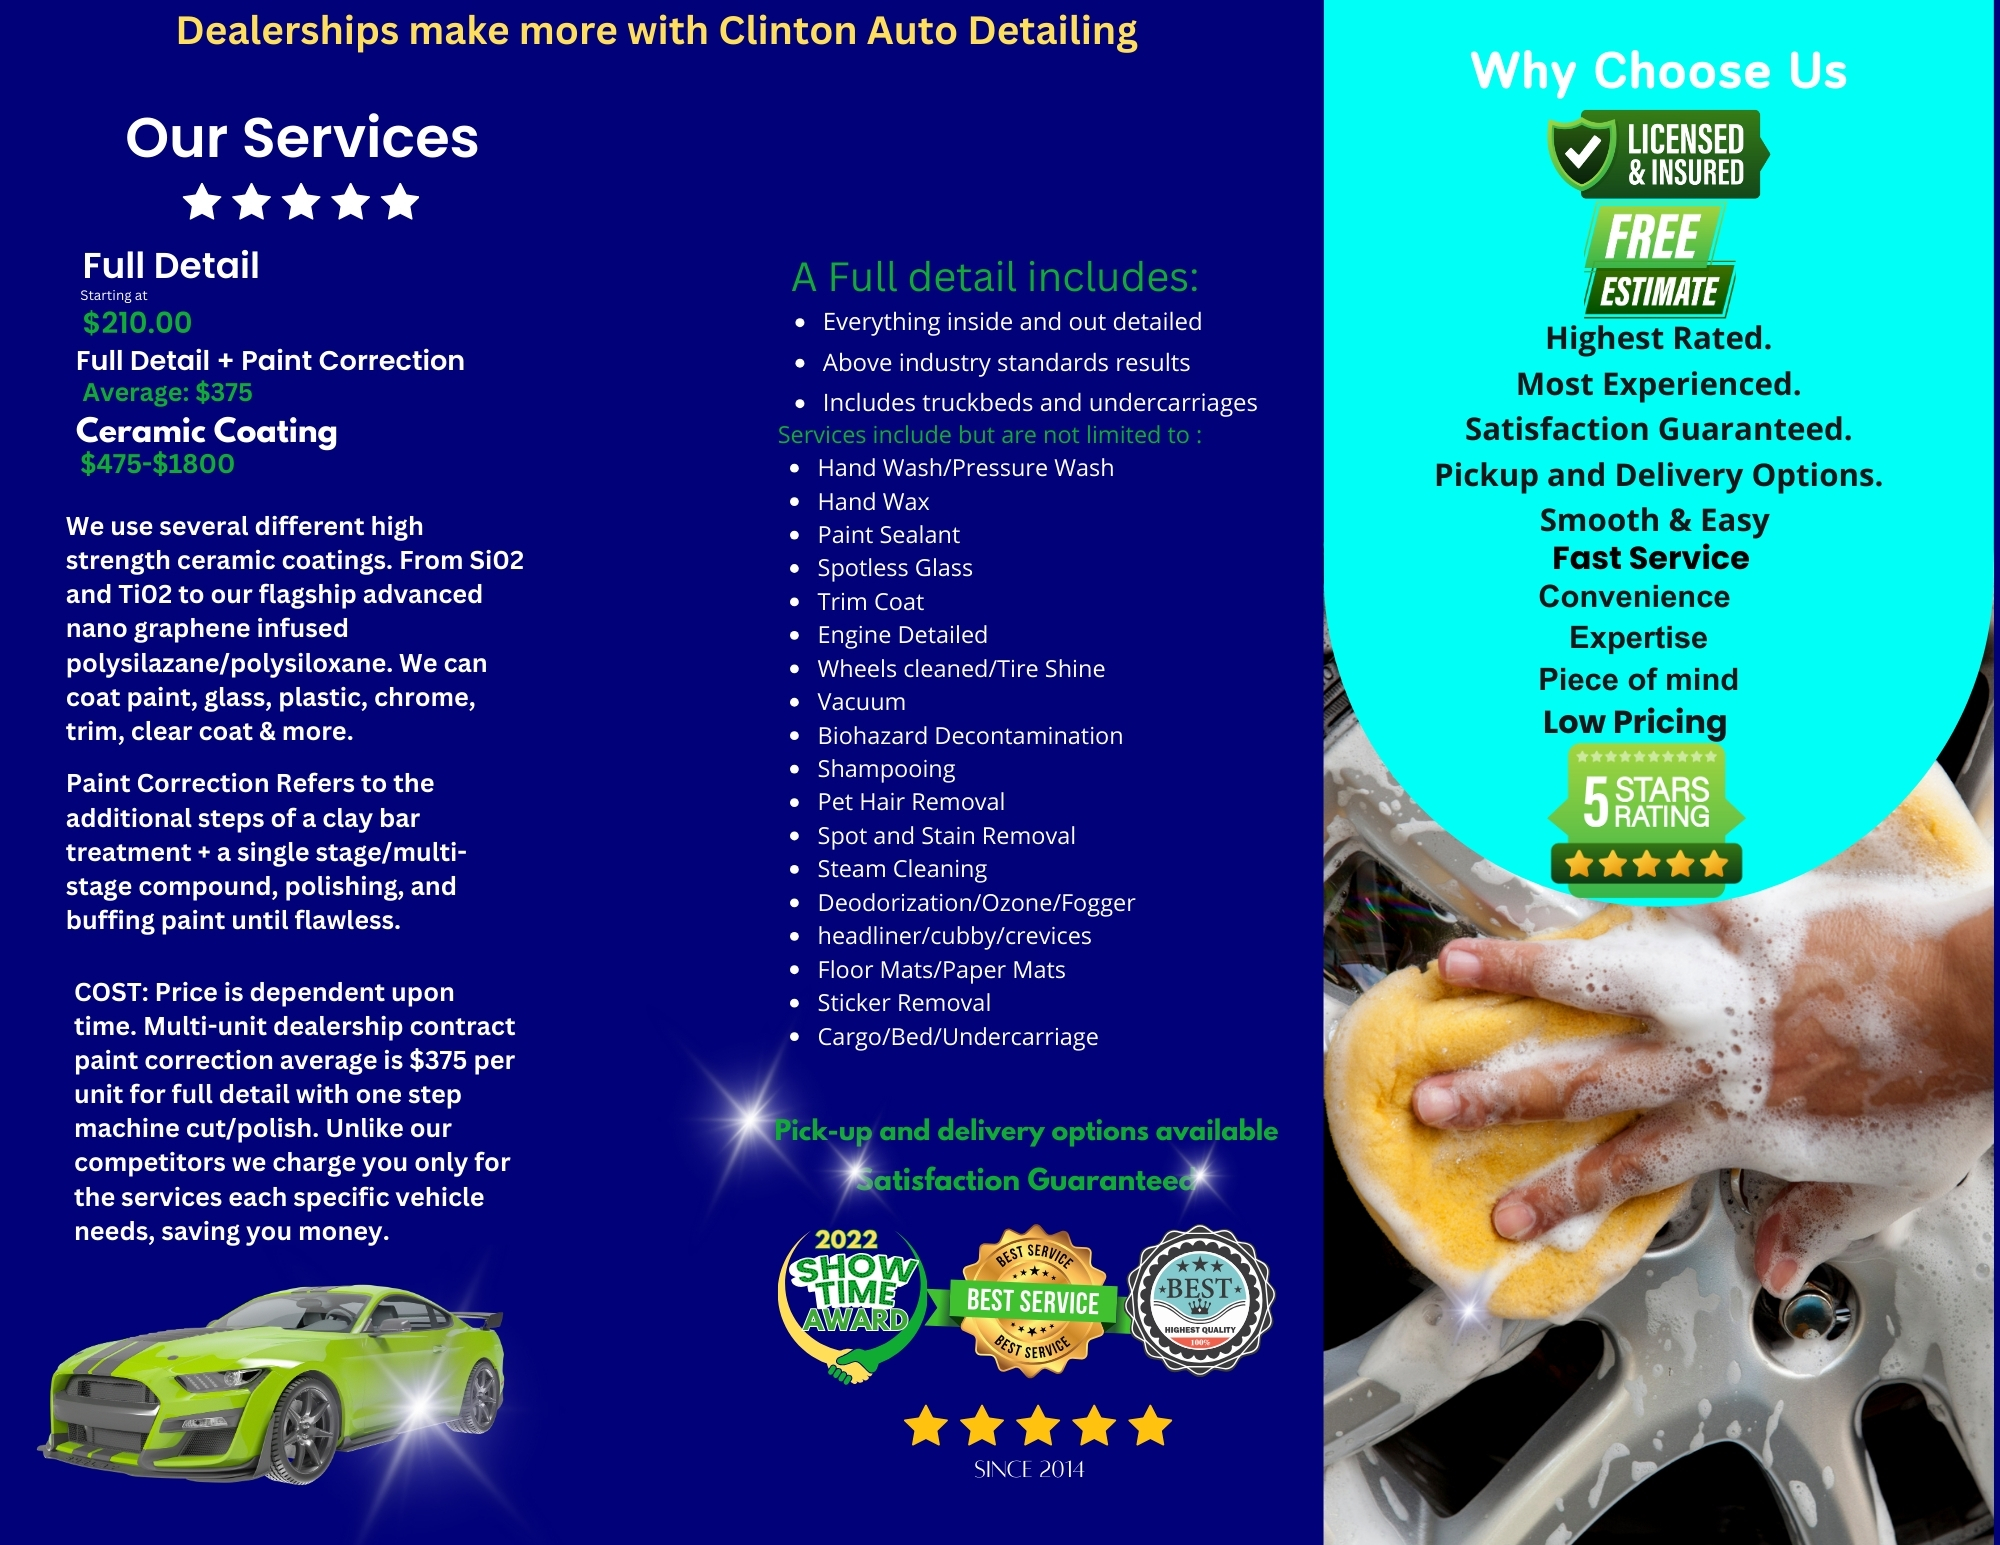 Dealerships make more with Clinton Auto Detailing
Our Services
Full Detail
Starting at
$210.00
Full Detail + Paint Correction
Average: $375
Ceramic Coating
$475-$1800
We use several different high
strength ceramic coatings. From Si02
and Ti02 to our flagship advanced
nano graphene infused
polysilazane/polysiloxane. We can
coat paint, glass, plastic, chrome,
trim, clear coat & more.
Paint Correction Refers to the
additional steps of a clay bar
treatment + a single stage/multi-
stage compound, polishing, and
buffing paint until flawless.
COST: Price is dependent upon
time. Multi-unit dealership contract
paint correction average is $375 per
unit for full detail with one step
machine cut/polish. Unlike our
competitors we charge you only for
the services each specific vehicle
needs, saving you money.
A Full detail includes:
Everything inside and out detailed
Above industry standards results
Includes truckbeds and undercarriages
Services include but are not limited to :
Hand Wash/Pressure Wash
Hand Wax
Paint Sealant
Spotless Glass
Trim Coat
Engine Detailed
Wheels cleaned/Tire Shine
Vacuum
Biohazard Decontamination
Shampooing
Pet Hair Removal
Spot and Stain Removal
Steam Cleaning
Deodorization/Ozone/Fogger
headliner/cubby/crevices
Floor Mats/Paper Mats
Sticker Removal
Cargo/Bed/Undercarriage
Pick-up and delivery options available
Satisfaction Guaranteed
2022
SHOW
TIME
AWARD
BEST SERVICE
BEST SERVICE
BEST SERVICE
BEST
HIGHEST QUALITY
100%
SINCE 2014
Why Choose Us
LICENSED
& INSURED
FREE
ESTIMATE
Highest Rated.
Most Experienced.
Satisfaction Guaranteed.
Pickup and Delivery Options.
Smooth & Easy
Fast Service
Convenience
Expertise
Piece of mind
Low Pricing
5 STARS
RATING